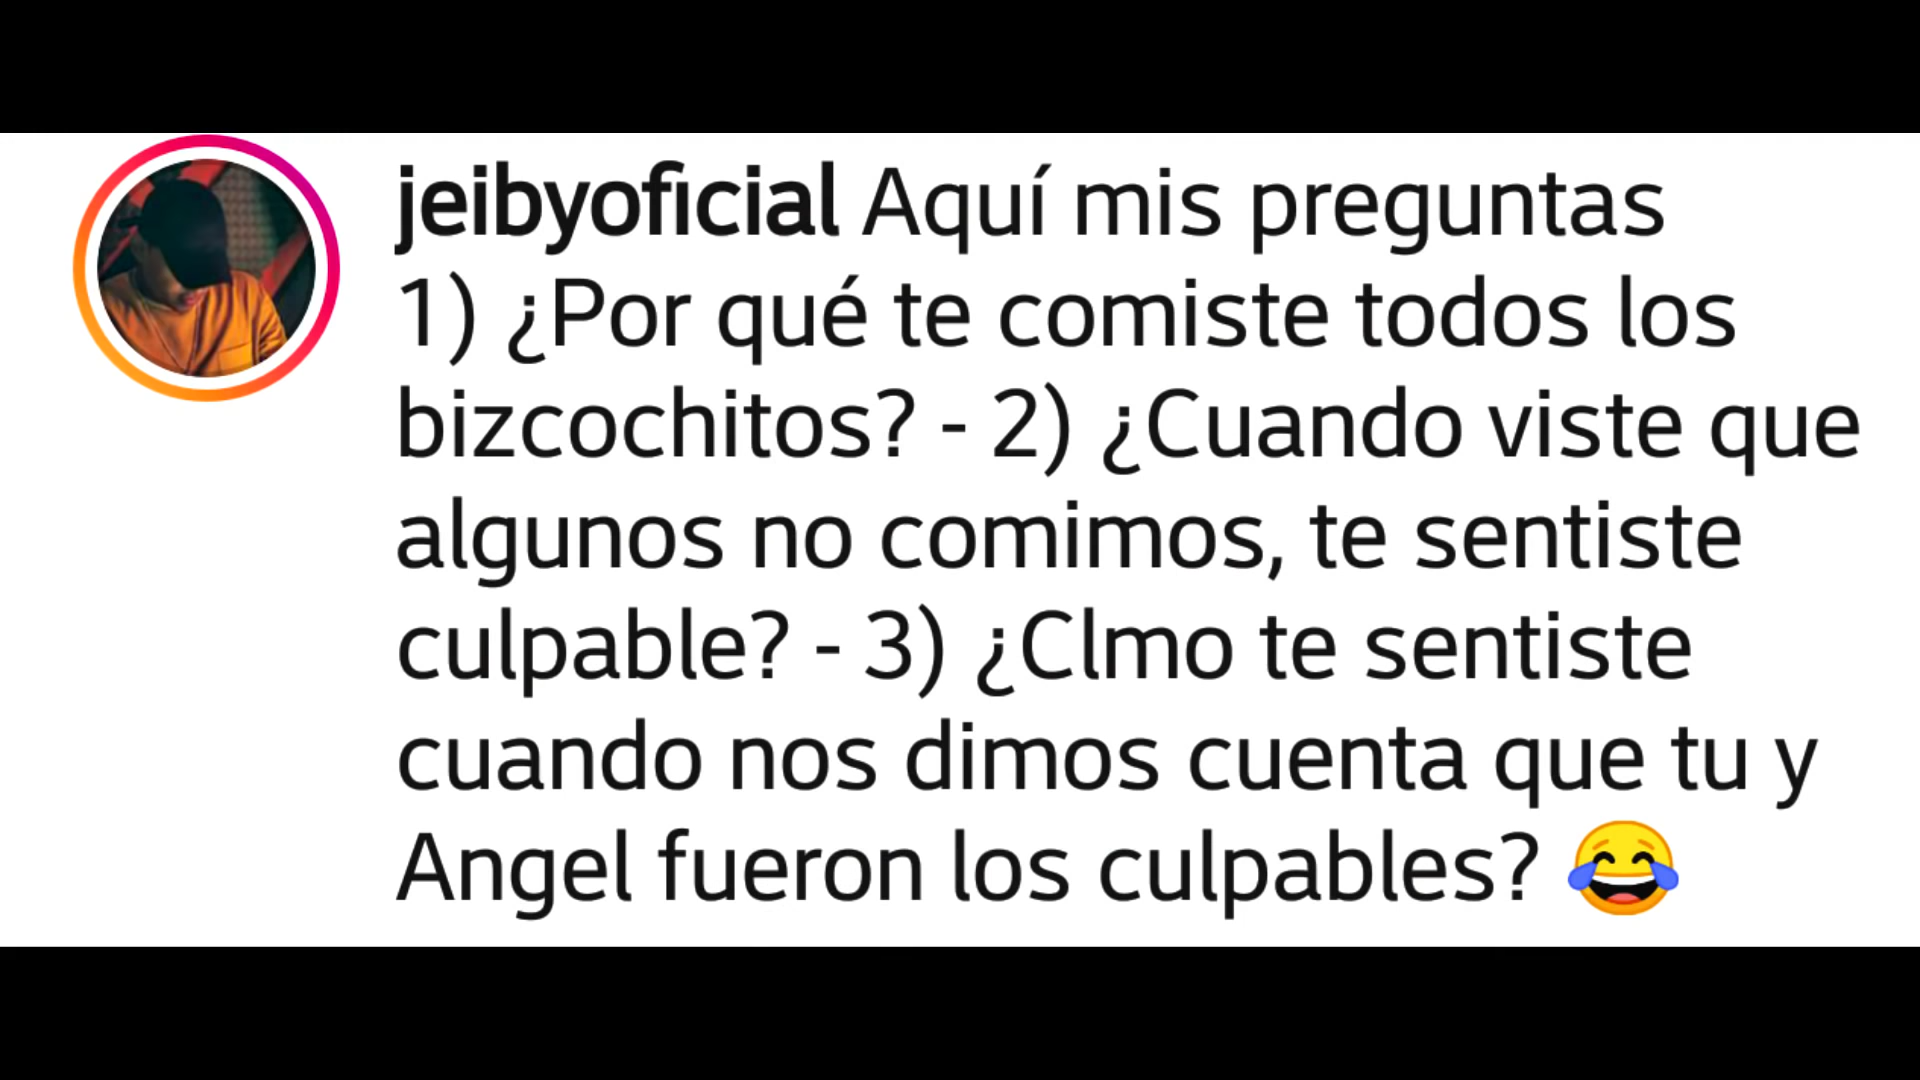 jeibyoficial Aquí mis preguntas
1) ¿Por qué te comiste todos los
bizcochitos? - 2) ¿Cuando viste que
algunos no comimos, te sentiste
culpable? - 3) ¿Clmo te sentiste
cuando nos dimos cuenta que tu y
Angel fueron los culpables? 😂